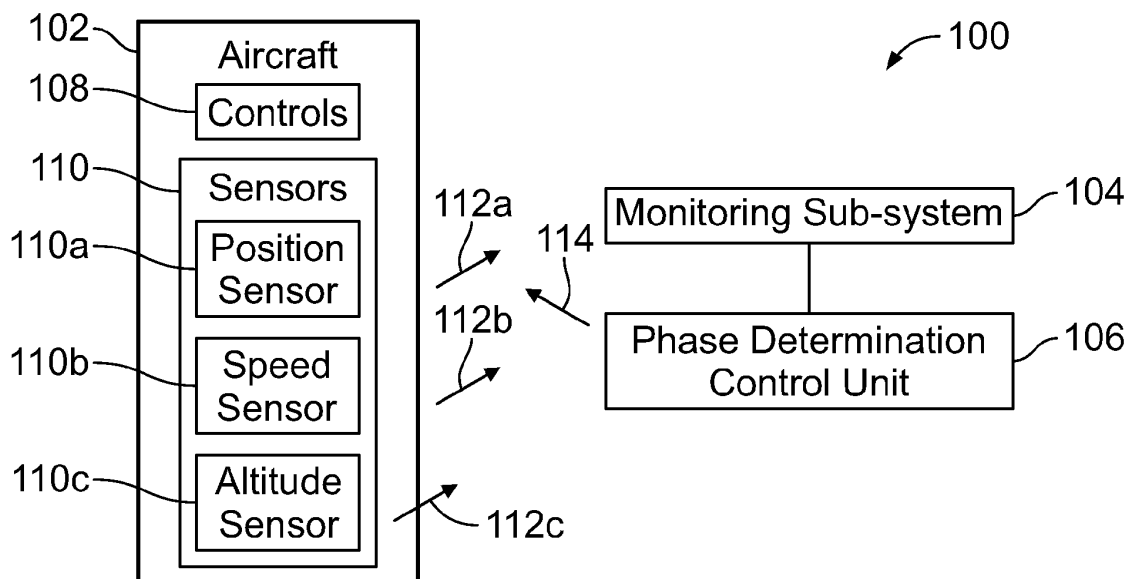 102
Aircraft
108
Controls
110
Sensors
110a
Position
Sensor
110b
Speed
Sensor
110c
Altitude
Sensor
112a
112b
112c
114
100
Monitoring Sub-system
104
Phase Determination
Control Unit
106